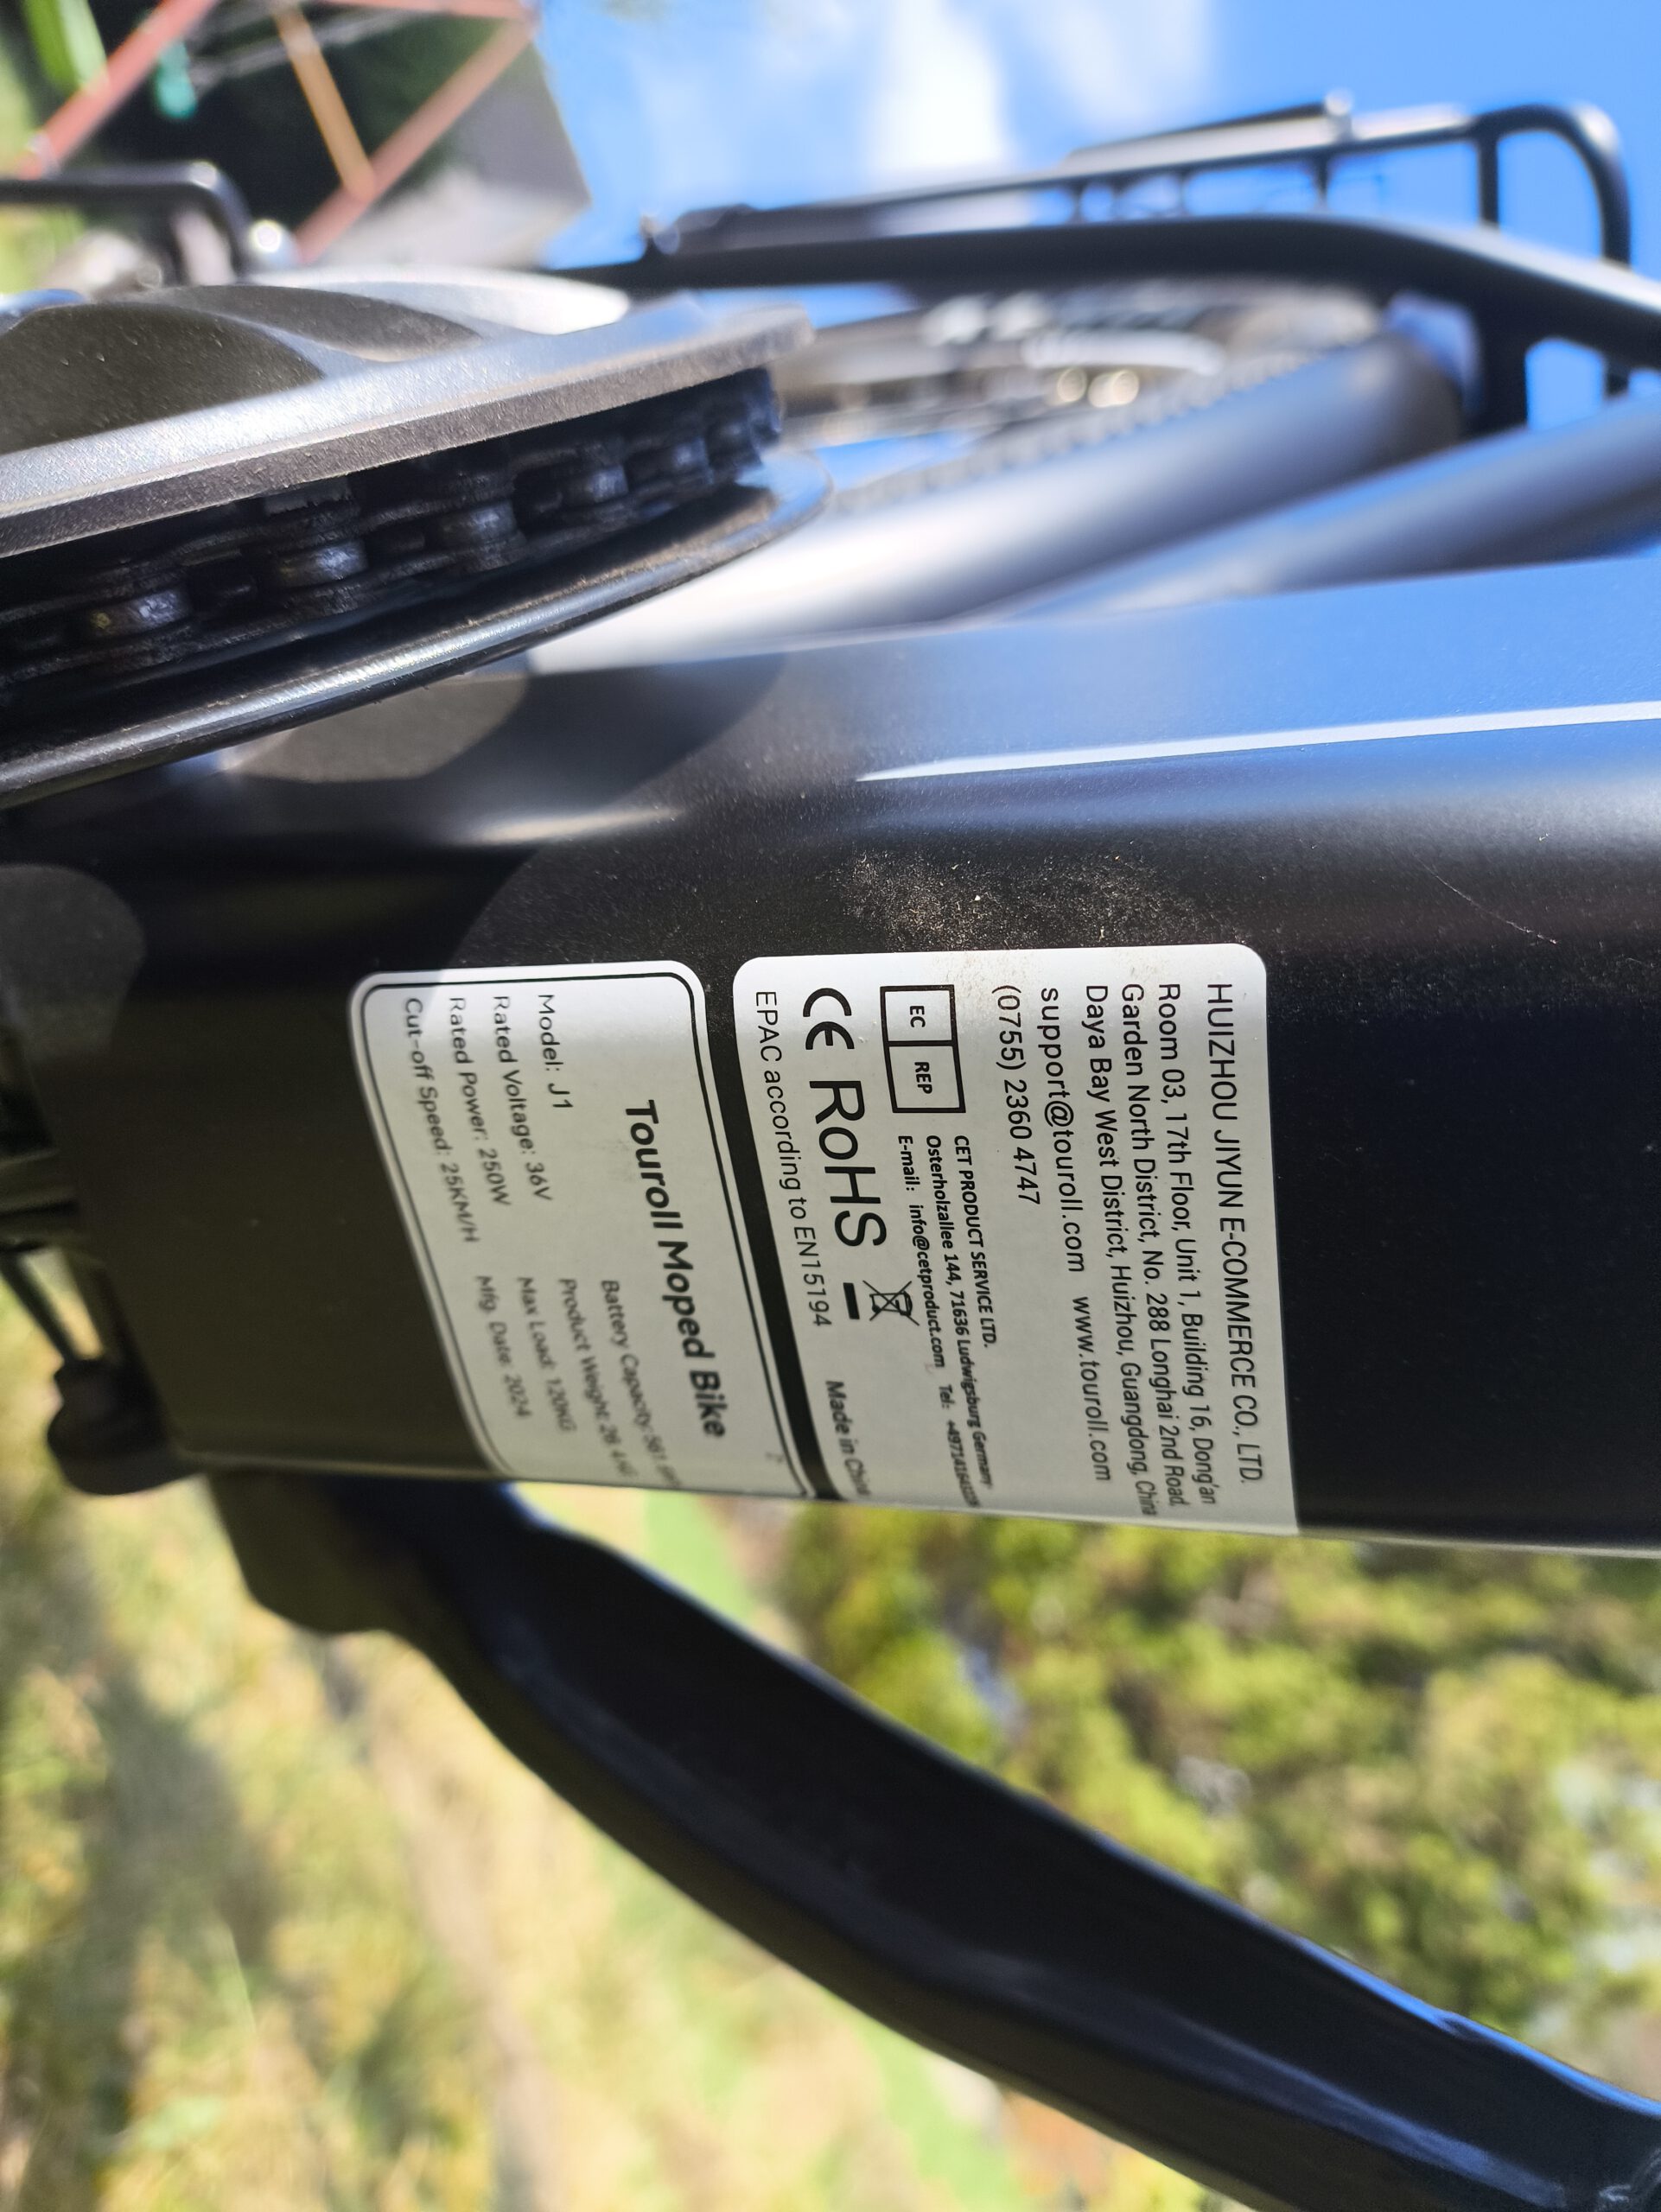 HUIZHOU JIYUN E-COMMERCE CO., LTD.
Room 03, 17th Floor, Unit 1, Building 16, Dong'an
Garden North District, No. 288 Longhai 2nd Road,
Daya Bay West District, Huizhou, Guangdong, China
support@touroll.com www.touroll.com
(0755) 2360 4747
EC REP
CET PRODUCT SERVICE LTD.
Osterholzallee 144, 71636 Ludwigsburg Germany
E-mail: info@cetproduct.com Tel:
CE RoHS
EPAC according to EN15194 Made in China
Touroll Moped Bike
Model: J1 Battery Capacity:
Rated Voltage: 36V Product Weight:
Rated Power: 250W Max Load: 120KG
Cut-off Speed: 25KM/H Mfg. Date: 2024